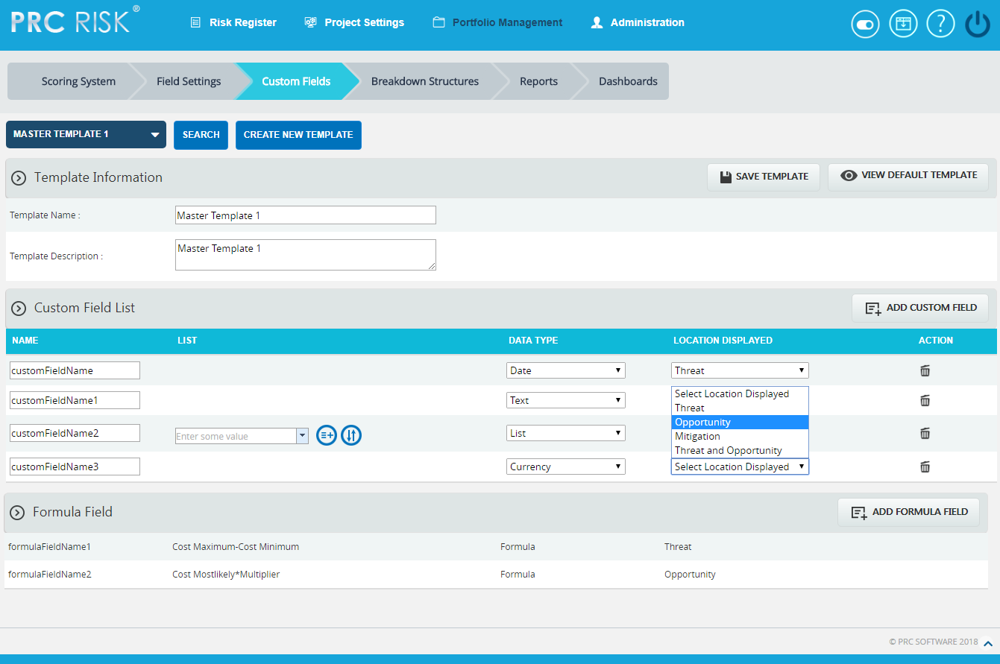 PRC RISK®
Risk Register Project Settings Portfolio Management Administration
?
Scoring System Field Settings Custom Fields Breakdown Structures Reports Dashboards
MASTER TEMPLATE 1 SEARCH CREATE NEW TEMPLATE
Template Information SAVE TEMPLATE VIEW DEFAULT TEMPLATE
Template Name : Master Template 1
Template Description : Master Template 1
Custom Field List ADD CUSTOM FIELD
NAME LIST DATA TYPE LOCATION DISPLAYED ACTION
customFieldName Date Threat
customFieldName1 Text
Select Location Displayed
Threat
Opportunity
Mitigation
Threat and Opportunity
customFieldName2 Enter some value List
customFieldName3 Currency Select Location Displayed
Formula Field ADD FORMULA FIELD
formulaFieldName1 Cost Maximum-Cost Minimum Formula Threat
formulaFieldName2 Cost Mostlikely*Multiplier Formula Opportunity
© PRC SOFTWARE 2018